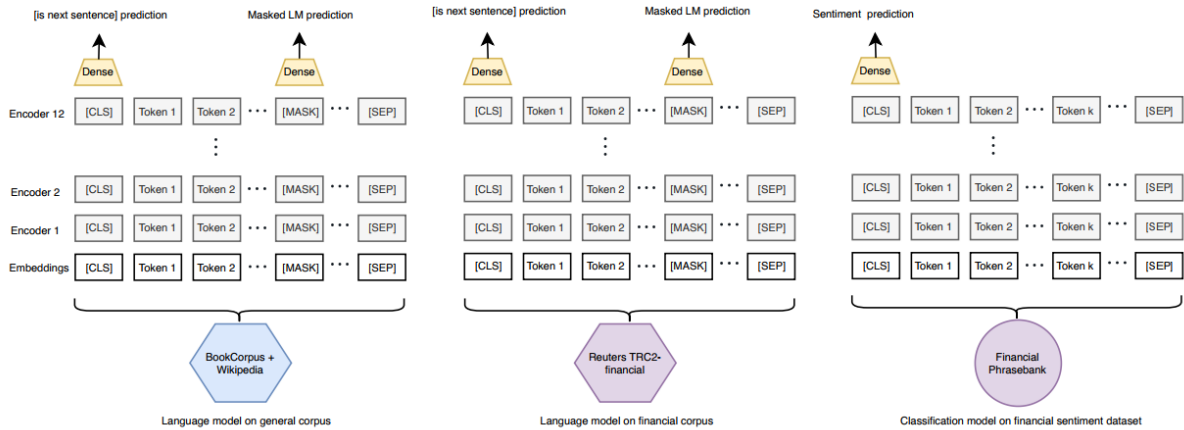 [is next sentence] prediction Masked LM prediction [is next sentence] prediction Masked LM prediction Sentiment prediction
Dense Dense Dense Dense Dense
Encoder 12 [CLS] Token 1 Token 2 ··· [MASK] ··· [SEP] [CLS] Token 1 Token 2 ··· [MASK] ··· [SEP] [CLS] Token 1 Token 2 ··· Token k ··· [SEP]
Encoder 2 [CLS] Token 1 Token 2 ··· [MASK] ··· [SEP] [CLS] Token 1 Token 2 ··· [MASK] ··· [SEP] [CLS] Token 1 Token 2 ··· Token k ··· [SEP]
Encoder 1 [CLS] Token 1 Token 2 ··· [MASK] ··· [SEP] [CLS] Token 1 Token 2 ··· [MASK] ··· [SEP] [CLS] Token 1 Token 2 ··· Token k ··· [SEP]
Embeddings [CLS] Token 1 Token 2 ··· [MASK] ··· [SEP] [CLS] Token 1 Token 2 ··· [MASK] ··· [SEP] [CLS] Token 1 Token 2 ··· Token k ··· [SEP]
BookCorpus +
Wikipedia
Reuters TRC2-
financial
Financial
Phrasebank
Language model on general corpus Language model on financial corpus Classification model on financial sentiment dataset